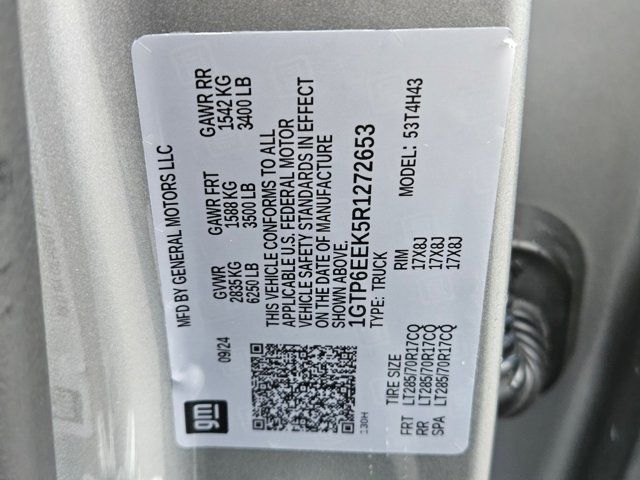 MFD BY GENERAL MOTORS LLC
09/24
GVWR GAWR FRT GAWR RR
2835 KG 1588 KG 1542 KG
6250 LB 3500 LB 3400 LB
THIS VEHICLE CONFORMS TO ALL
APPLICABLE U.S. FEDERAL MOTOR
VEHICLE SAFETY STANDARDS IN EFFECT
ON THE DATE OF MANUFACTURE
SHOWN ABOVE.
1GTP6EEK5R1272653
TYPE: TRUCK MODEL: 53T4H43
gm
130H
TIRE SIZE RIM
FRT LT285/70R17CQ 17X8J
RR LT285/70R17CQ 17X8J
SPA LT285/70R17CQ 17X8J